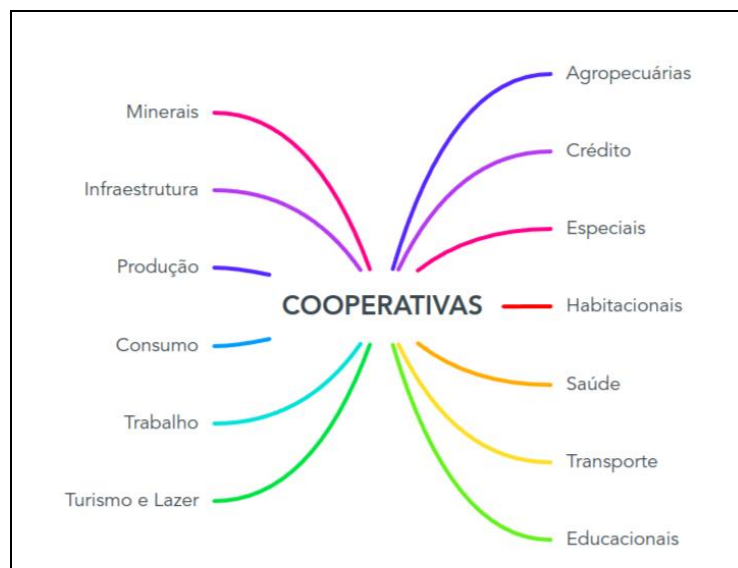 Minerais
Infraestrutura
Produção
Consumo
Trabalho
Turismo e Lazer
COOPERATIVAS
Agropecuárias
Crédito
Especiais
Habitacionais
Saúde
Transporte
Educacionais